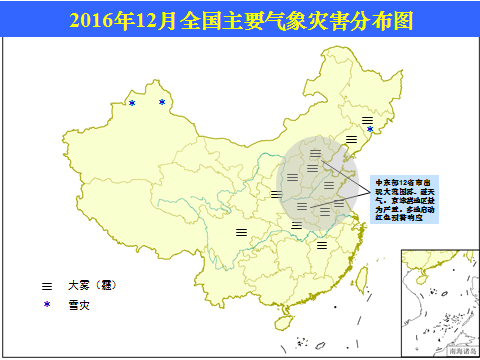 2016年12月全国主要气象灾害分布图
中东部12省市出
现大范围雾、霾天
气，京津冀地区较
为严重，多地启动
红色预警响应
大雾（霾）
雪灾
南海诸岛